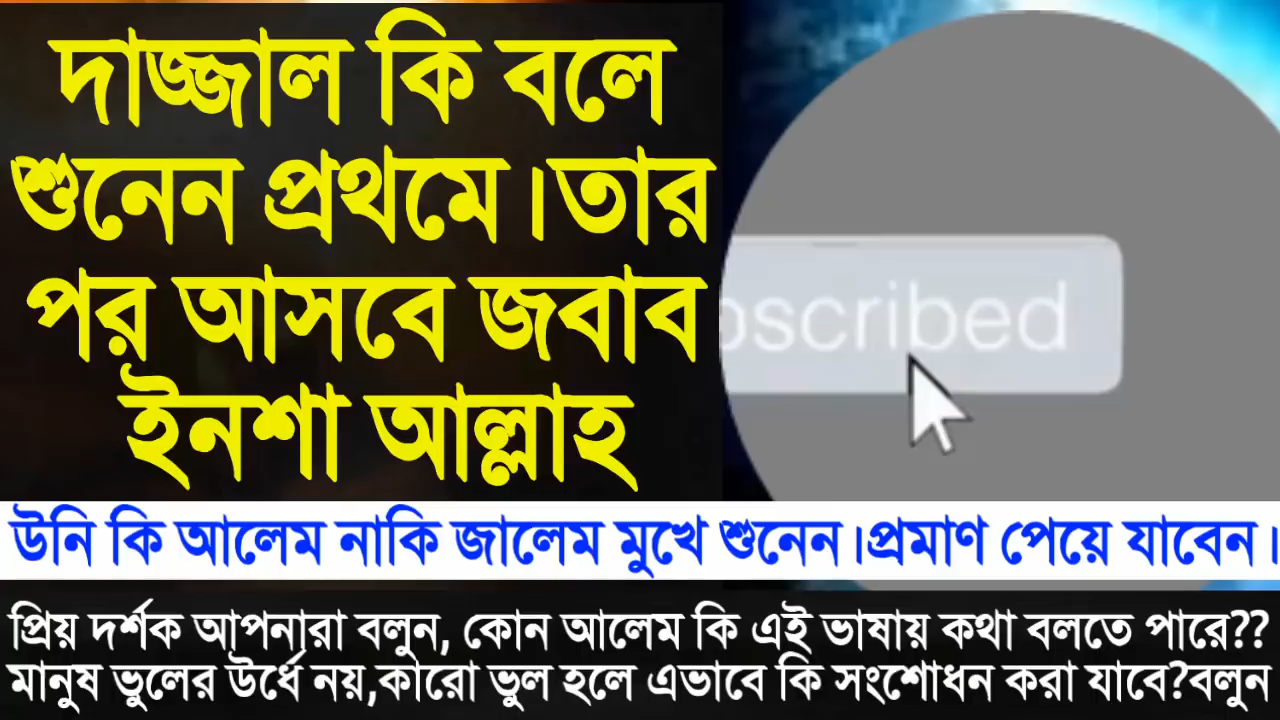 দাজ্জাল কি বলে
শুনেন প্রথমে।তার
পর আসবে জবাব
ইনশা আল্লাহ
bscribed
উনি কি আলেম নাকি জালেম মুখে শুনেন।প্রমাণ পেয়ে যাবেন।
প্রিয় দর্শক আপনারা বলুন, কোন আলেম কি এই ভাষায় কথা বলতে পারে??
মানুষ ভুলের উর্ধে নয়,কারো ভুল হলে এভাবে কি সংশোধন করা যাবে?বলুন